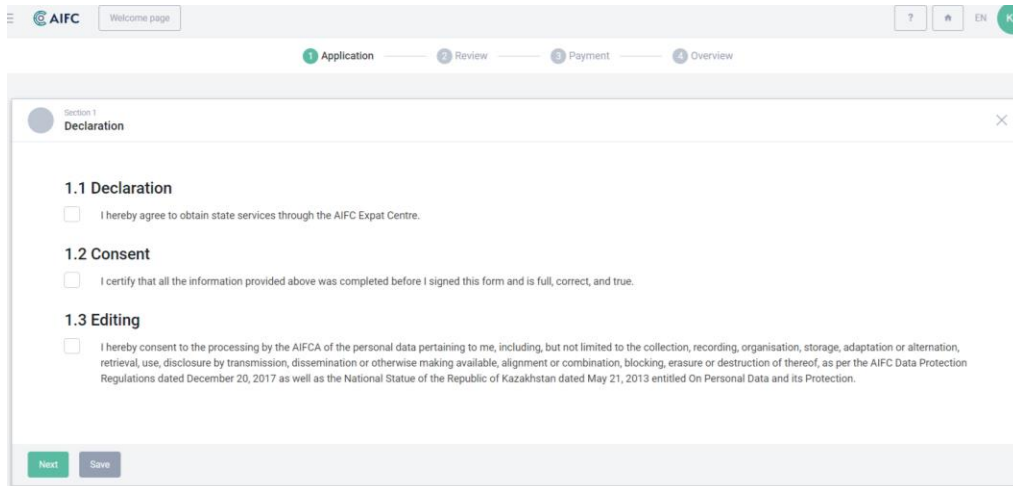 AIFC
Welcome page
?
EN
K
1 Application
2 Review
3 Payment
4 Overview
Section 1
Declaration
1.1 Declaration
I hereby agree to obtain state services through the AIFC Expat Centre.
1.2 Consent
I certify that all the information provided above was completed before I signed this form and is full, correct, and true.
1.3 Editing
I hereby consent to the processing by the AIFCA of the personal data pertaining to me, including, but not limited to the collection, recording, organisation, storage, adaptation or alternation,
retrieval, use, disclosure by transmission, dissemination or otherwise making available, alignment or combination, blocking, erasure or destruction of thereof, as per the AIFC Data Protection
Regulations dated December 20, 2017 as well as the National Statue of the Republic of Kazakhstan dated May 21, 2013 entitled On Personal Data and its Protection.
Next
Save